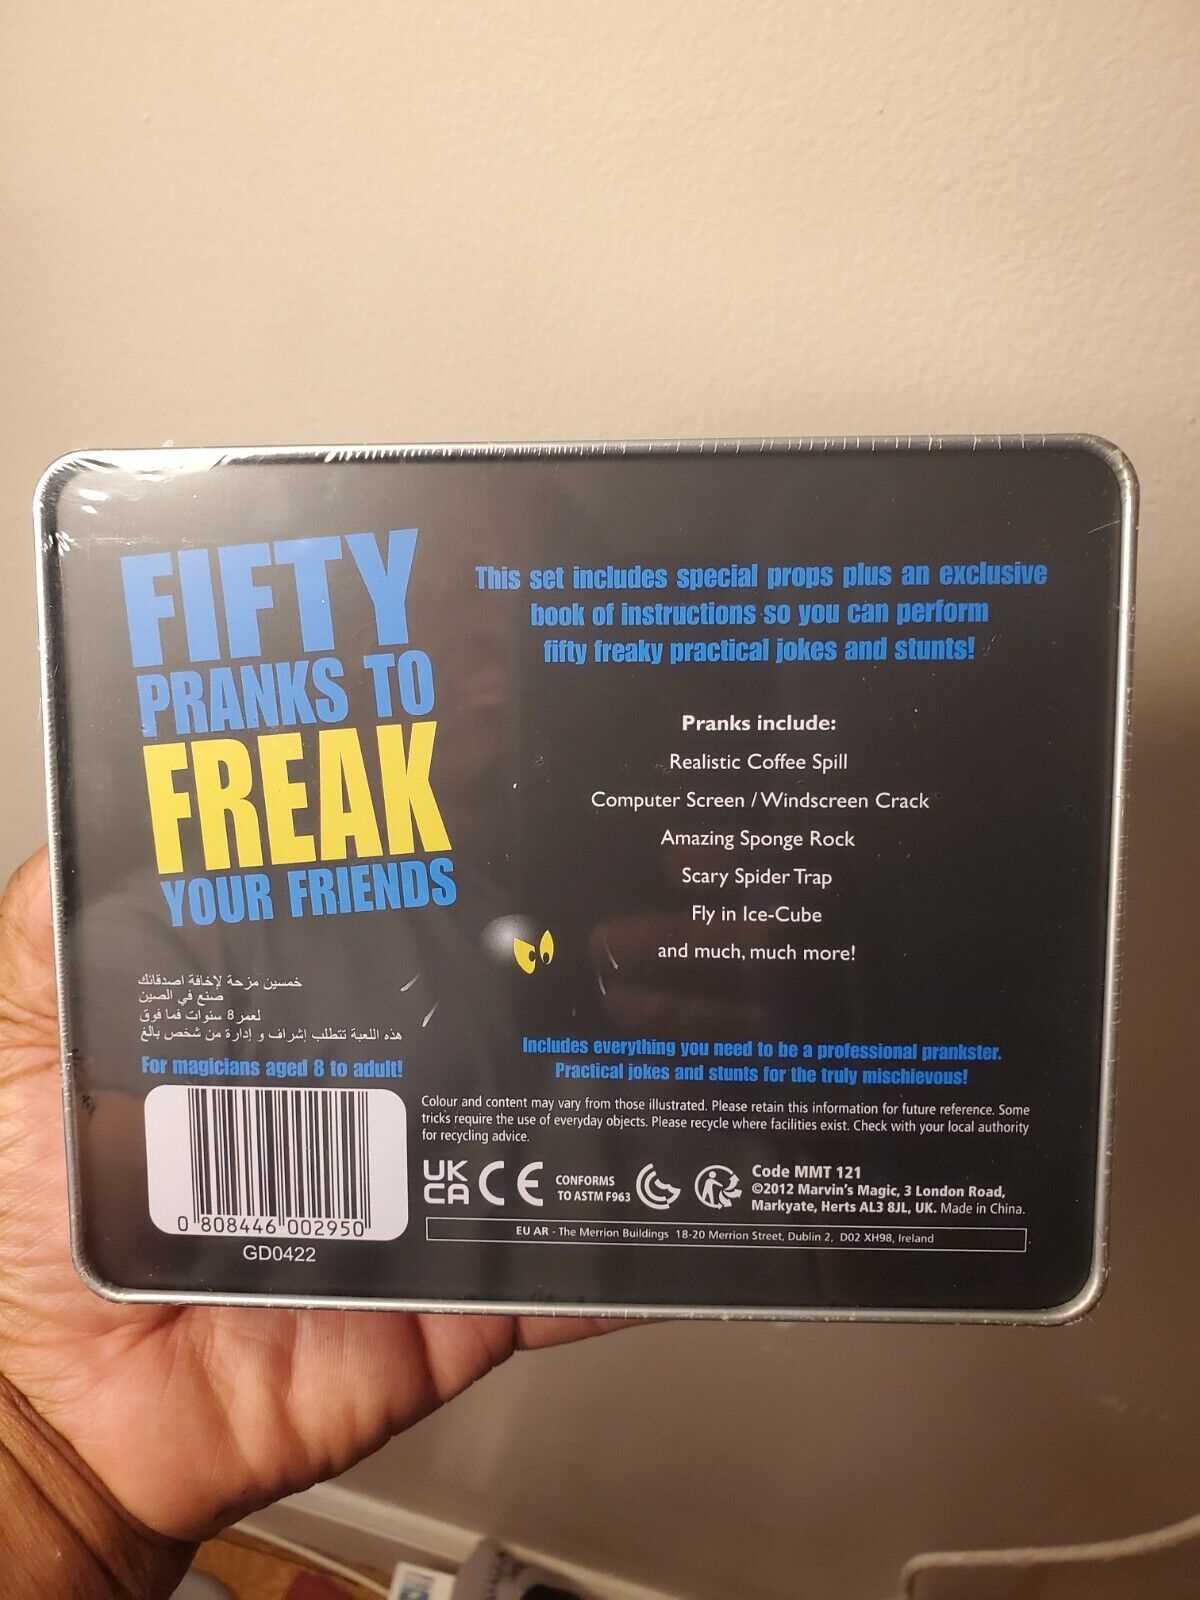 FIFTY
PRANKS TO
FREAK
YOUR FRIENDS
This set includes special props plus an exclusive
book of instructions so you can perform
fifty freaky practical jokes and stunts!
Pranks include:
Realistic Coffee Spill
Computer Screen / Windscreen Crack
Amazing Sponge Rock
Scary Spider Trap
Fly in Ice-Cube
and much, much more!
خمسين مزحة لإخافة اصدقائك
صنع في الصين
لعمر 8 سنوات فما فوق
هذه اللعبة تتطلب إشراف و إدارة من شخص بالغ
For magicians aged 8 to adult!
Includes everything you need to be a professional prankster.
Practical jokes and stunts for the truly mischievous!
Colour and content may vary from those illustrated. Please retain this information for future reference. Some
tricks require the use of everyday objects. Please recycle where facilities exist. Check with your local authority
for recycling advice.
UK
CA
CE
CONFORMS
TO ASTM F963
Code MMT 121
©2012 Marvin's Magic, 3 London Road,
Markyate, Herts AL3 8JL, UK. Made in China.
EU AR - The Merrion Buildings 18-20 Merrion Street, Dublin 2, D02 XH98, Ireland
0 808446 002950
GD0422